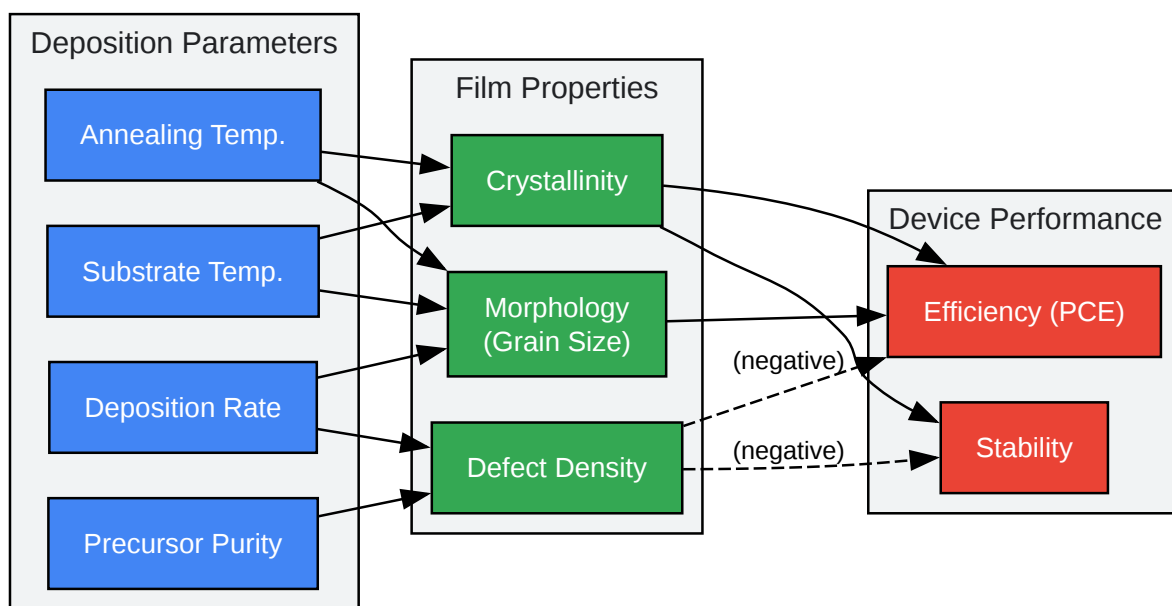 Deposition Parameters
Annealing Temp.
Substrate Temp.
Deposition Rate
Precursor Purity
Film Properties
Crystallinity
Morphology
(Grain Size)
Defect Density
(negative)
(negative)
Device Performance
Efficiency (PCE)
Stability